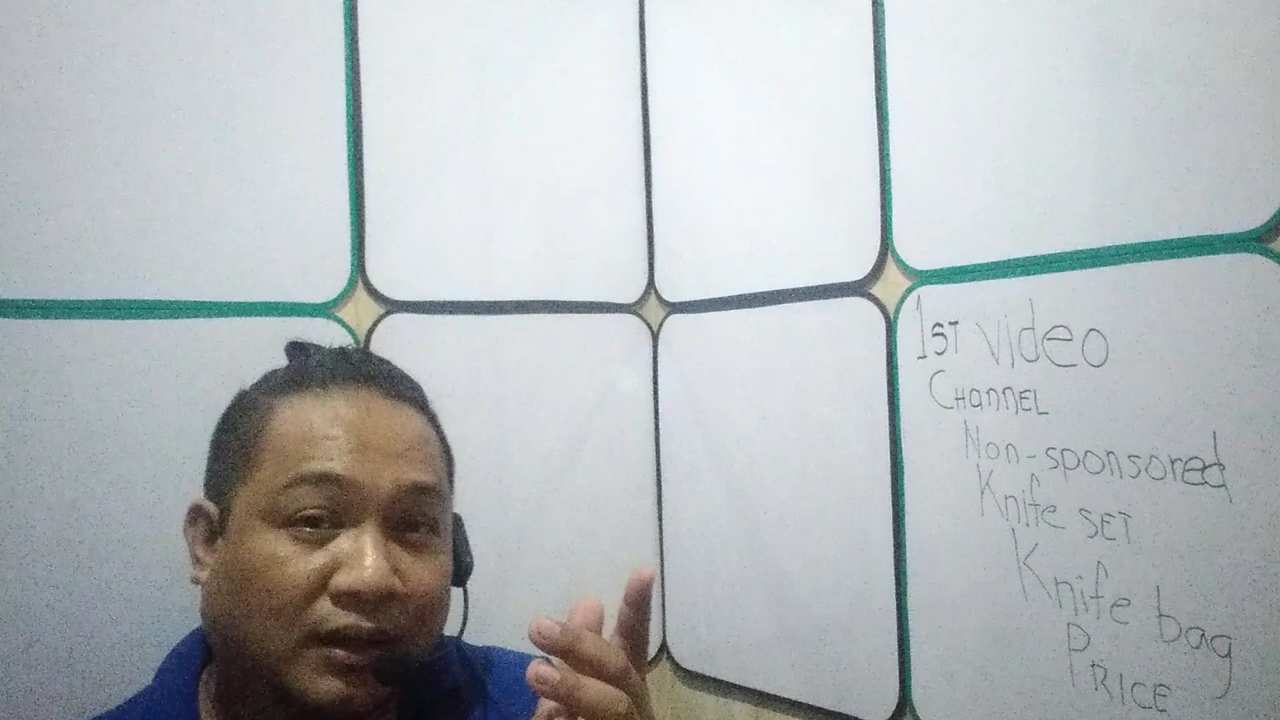 1ST Video
CHannEL
Non-sponsored
Knife SET
Knife bag
PRICE